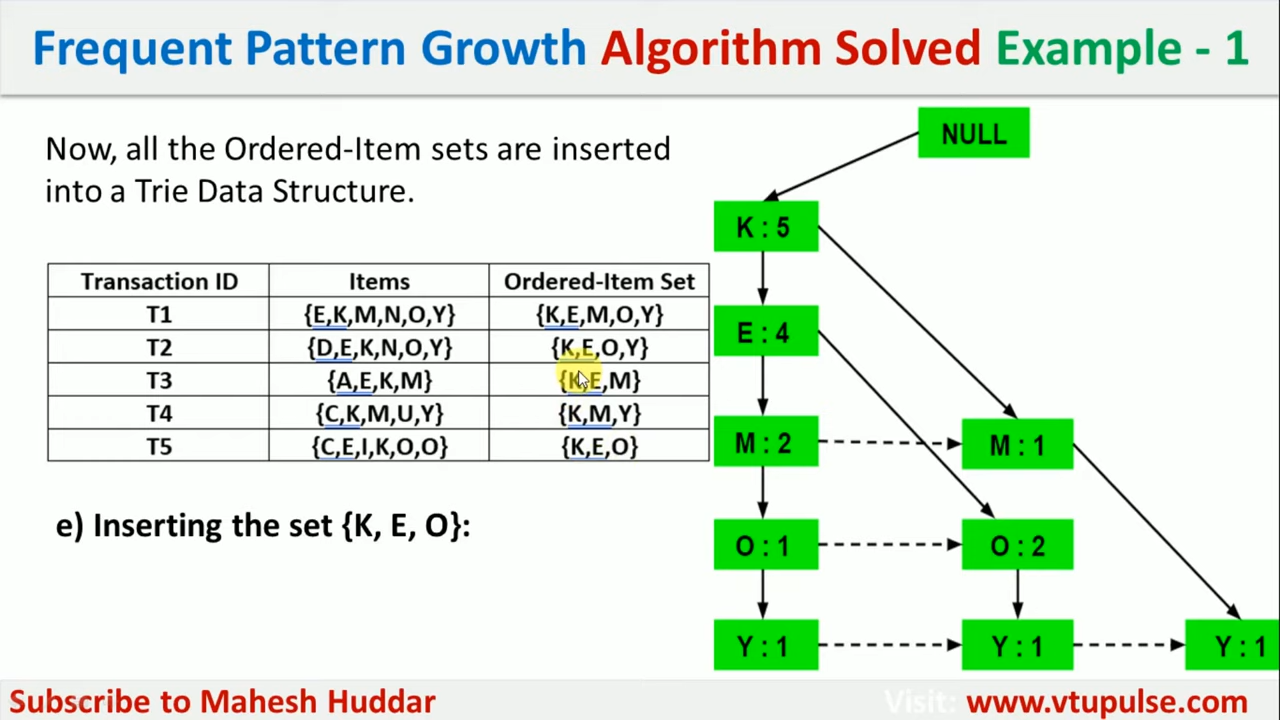 Frequent Pattern Growth Algorithm Solved Example - 1
Now, all the Ordered-Item sets are inserted
into a Trie Data Structure.
Transaction ID Items Ordered-Item Set
T1 {E,K,M,N,O,Y} {K,E,M,O,Y}
T2 {D,E,K,N,O,Y} {K,E,O,Y}
T3 {A,E,K,M} {K,E,M}
T4 {C,K,M,U,Y} {K,M,Y}
T5 {C,E,I,K,O,O} {K,E,O}
e) Inserting the set {K, E, O}:
NULL
K : 5
E : 4
M : 2 M : 1
O : 1 O : 2
Y : 1 Y : 1 Y : 1
Subscribe to Mahesh Huddar Visit: www.vtupulse.com